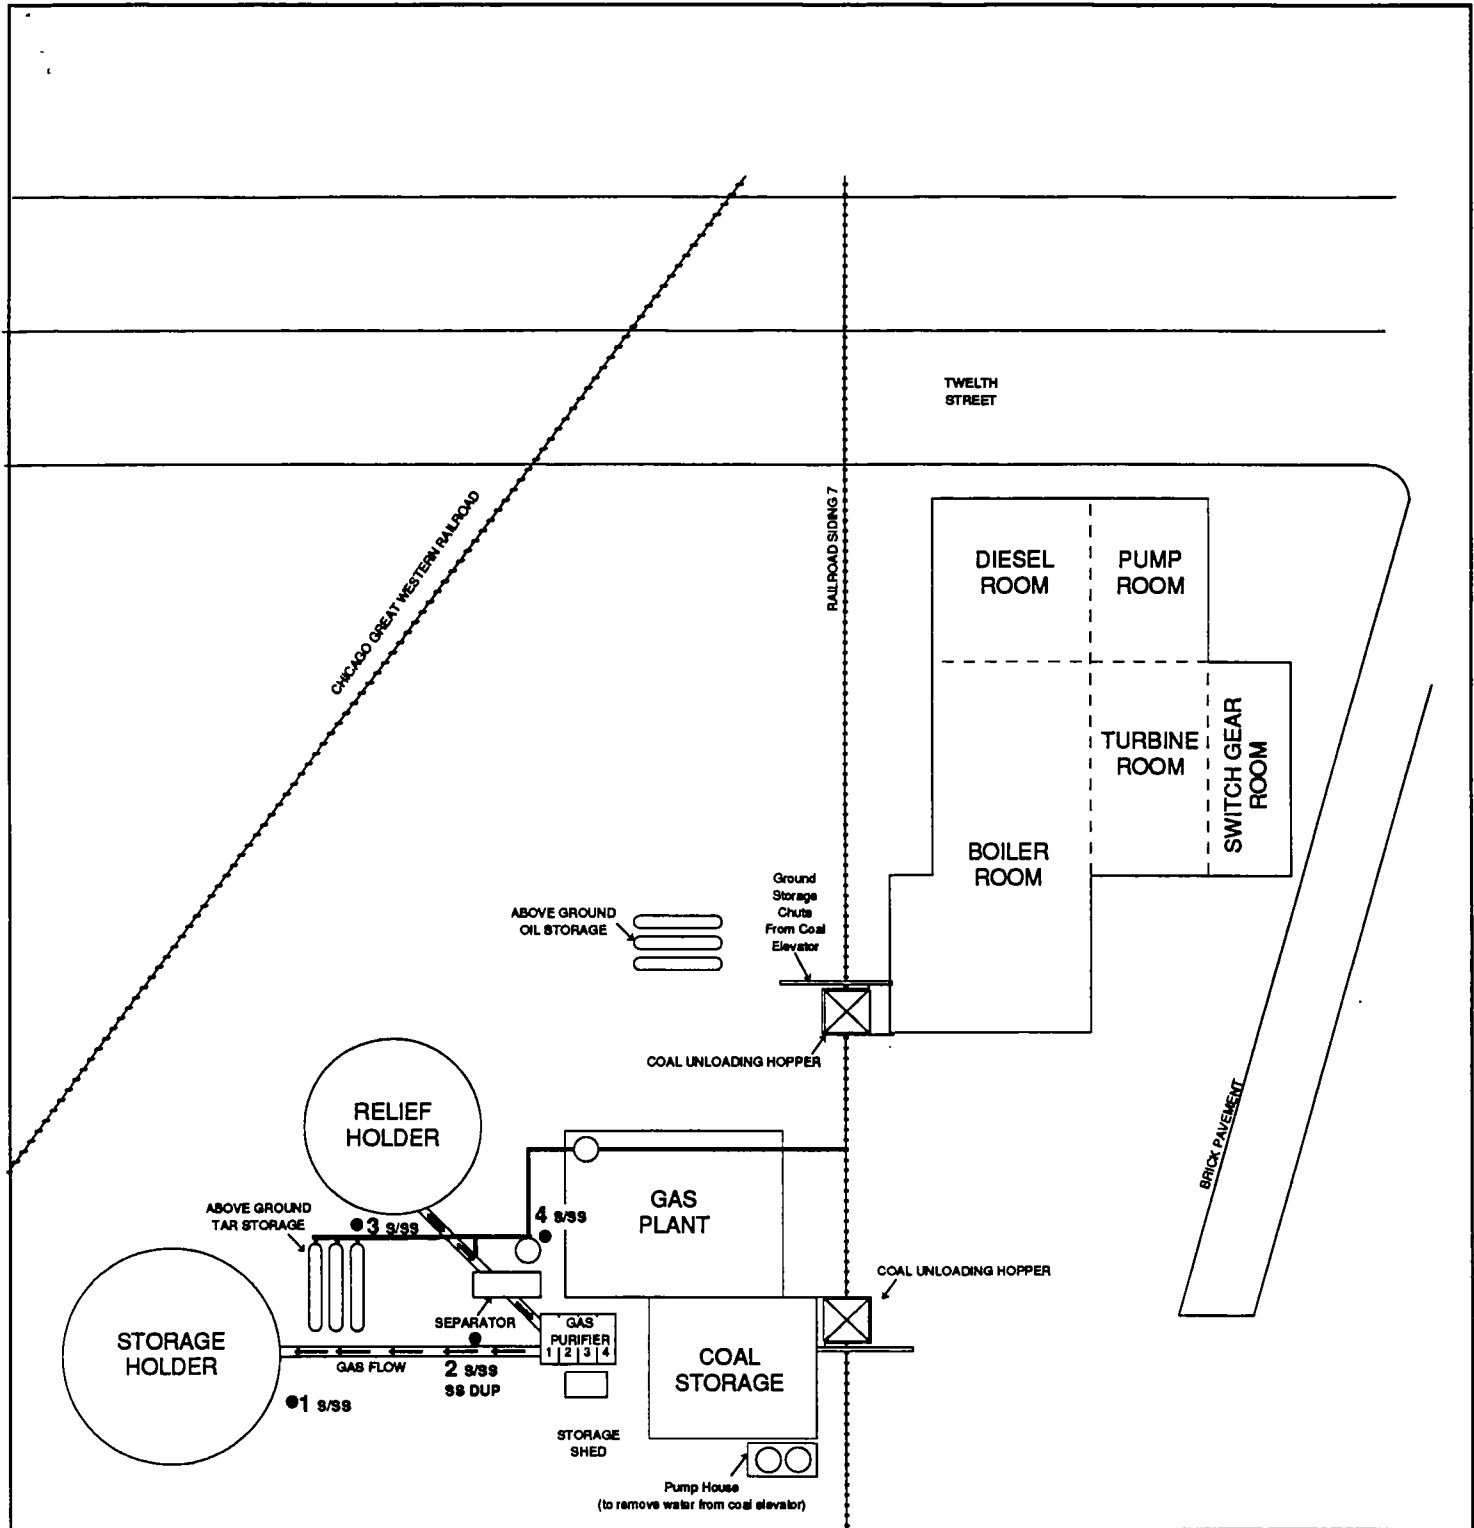 TWELTH
STREET
CHICAGO GREAT WESTERN RAILROAD
RAILROAD SIDING 7
DIESEL
ROOM
PUMP
ROOM
TURBINE
ROOM
SWITCH GEAR
ROOM
BOILER
ROOM
Ground
Storage
Chute
From Coal
Elevator
ABOVE GROUND
OIL STORAGE
COAL UNLOADING HOPPER
RELIEF
HOLDER
BRICK PAVEMENT
GAS
PLANT
ABOVE GROUND
TAR STORAGE
3 S/SS
4 S/SS
COAL UNLOADING HOPPER
SEPARATOR
GAS
PURIFIER
1 2 3 4
STORAGE
HOLDER
GAS FLOW
2 S/SS
SS DUP
COAL
STORAGE
1 S/SS
STORAGE
SHED
Pump House
(to remove water from coal elevator)